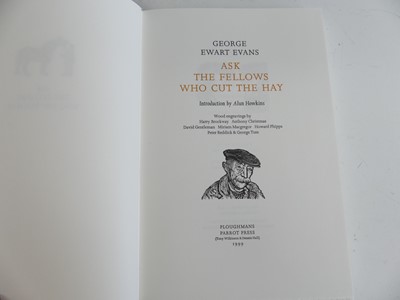 GEORGE
EWART EVANS
ASK
THE FELLOWS
WHO CUT THE HAY
Introduction by Alun Howkins
Wood engravings by
Harry Brockway Anthony Christmas
David Gentleman Miriam Macgregor Howard Phipps
Peter Reddick & George Tute
PLOUGHMANS
PARROT PRESS
1999